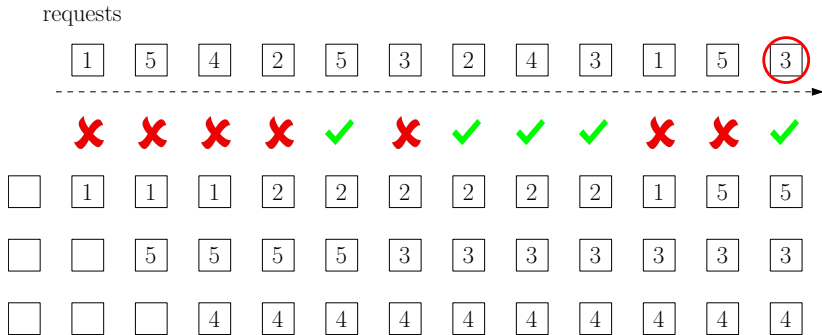 requests
1 5 4 2 5 3 2 4 3 1 5 3
1 1 1 2 2 2 2 2 2 1 5 5
5 5 5 5 3 3 3 3 3 3 3
4 4 4 4 4 4 4 4 4 4